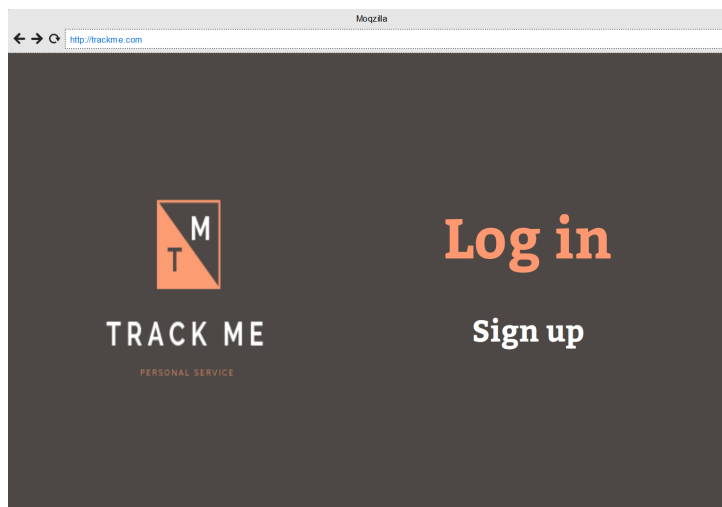 Moqzilla
http://trackme.com
M
T
TRACK ME
PERSONAL SERVICE
Log in
Sign up